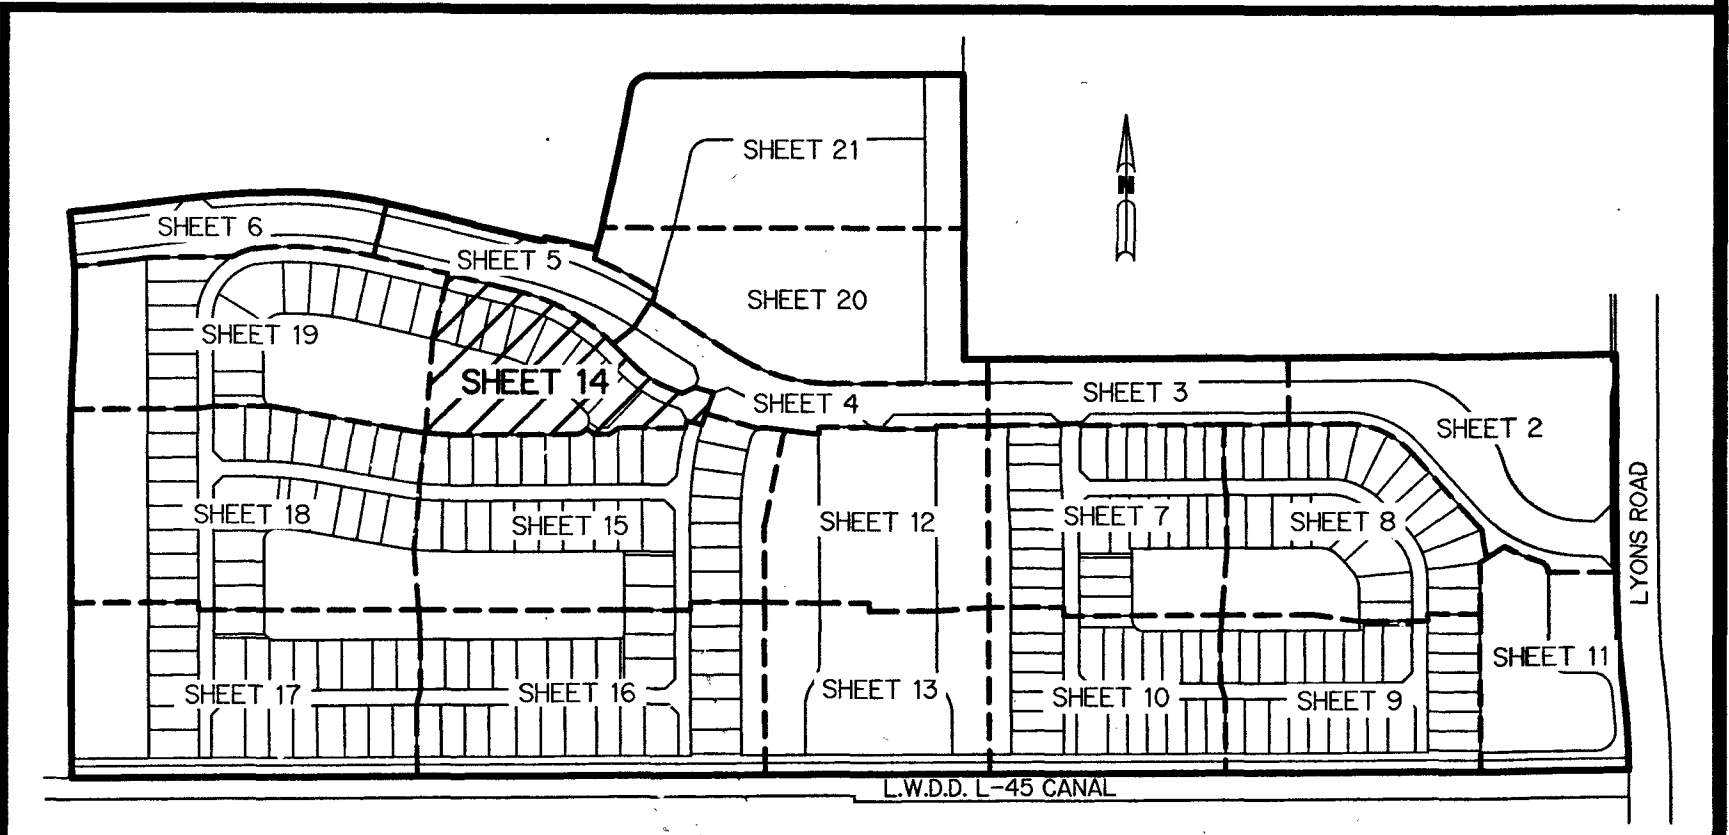 SHEET 21
N
SHEET 6
SHEET 5
SHEET 20
SHEET 19
SHEET 14
SHEET 4
SHEET 3
SHEET 2
SHEET 18
SHEET 15
SHEET 12
SHEET 7
SHEET 8
LYONS ROAD
SHEET 17
SHEET 16
SHEET 13
SHEET 10
SHEET 9
SHEET 11
L.W.D.D. L-45 CANAL